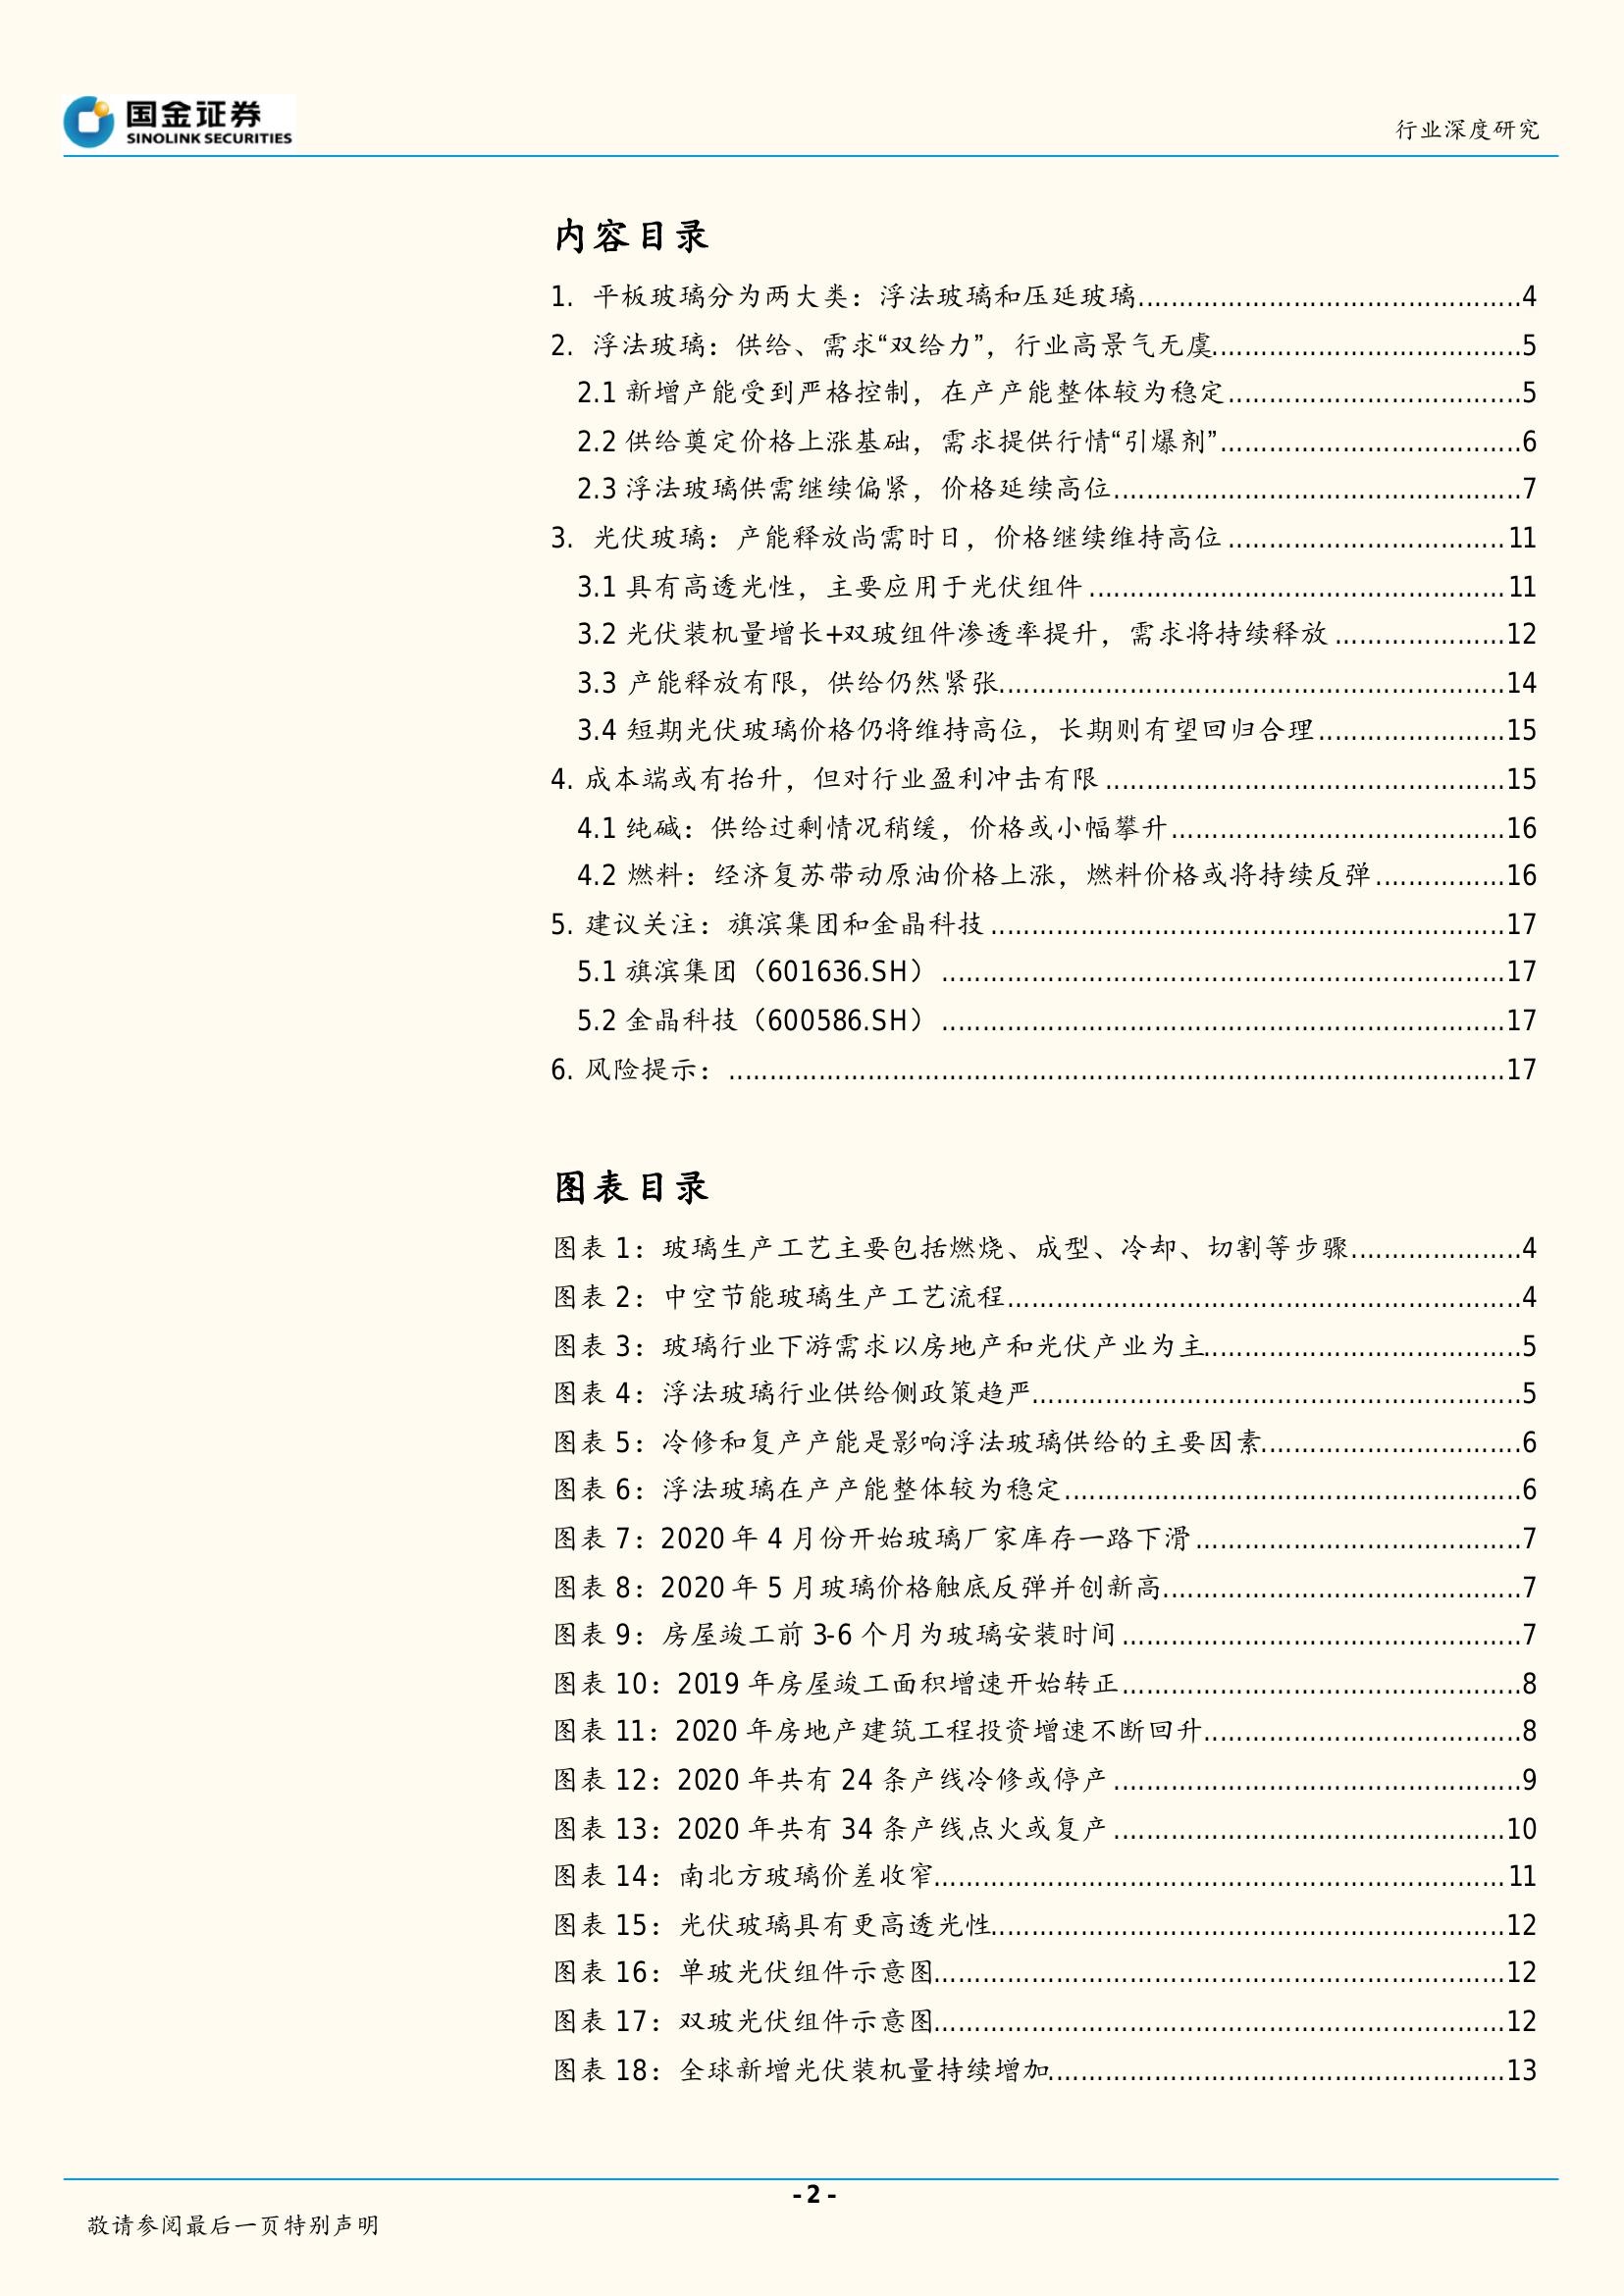 国金证券
SINOLINK SECURITIES
行业深度研究
内容目录
1. 平板玻璃分为两大类：浮法玻璃和压延玻璃...............................................4
2. 浮法玻璃：供给、需求“双给力”，行业高景气无虞......................................5
2.1 新增产能受到严格控制，在产产能整体较为稳定....................................5
2.2 供给奠定价格上涨基础，需求提供行情“引爆剂”.....................................6
2.3 浮法玻璃供需继续偏紧，价格延续高位..................................................7
3. 光伏玻璃：产能释放尚需时日，价格继续维持高位..................................11
3.1 具有高透光性，主要应用于光伏组件...................................................11
3.2 光伏装机量增长+双玻组件渗透率提升，需求将持续释放.....................12
3.3 产能释放有限，供给仍然紧张..............................................................14
3.4 短期光伏玻璃价格仍将维持高位，长期则有望回归合理.......................15
4. 成本端或有抬升，但对行业盈利冲击有限.................................................15
4.1 纯碱：供给过剩情况稍缓，价格或小幅攀升.........................................16
4.2 燃料：经济复苏带动原油价格上涨，燃料价格或将持续反弹................16
5. 建议关注：旗滨集团和金晶科技...............................................................17
5.1 旗滨集团（601636.SH）.....................................................................17
5.2 金晶科技（600586.SH）.....................................................................17
6. 风险提示：...............................................................................................17
图表目录
图表 1：玻璃生产工艺主要包括燃烧、成型、冷却、切割等步骤.....................4
图表 2：中空节能玻璃生产工艺流程...............................................................4
图表 3：玻璃行业下游需求以房地产和光伏产业为主.......................................5
图表 4：浮法玻璃行业供给侧政策趋严............................................................5
图表 5：冷修和复产产能是影响浮法玻璃供给的主要因素................................6
图表 6：浮法玻璃在产产能整体较为稳定........................................................6
图表 7：2020 年 4 月份开始玻璃厂家库存一路下滑........................................7
图表 8：2020 年 5 月玻璃价格触底反弹并创新高............................................7
图表 9：房屋竣工前 3-6 个月为玻璃安装时间.................................................7
图表 10：2019 年房屋竣工面积增速开始转正.................................................8
图表 11：2020 年房地产建筑工程投资增速不断回升.......................................8
图表 12：2020 年共有 24 条产线冷修或停产..................................................9
图表 13：2020 年共有 34 条产线点火或复产................................................10
图表 14：南北方玻璃价差收窄......................................................................11
图表 15：光伏玻璃具有更高透光性...............................................................12
图表 16：单玻光伏组件示意图......................................................................12
图表 17：双玻光伏组件示意图......................................................................12
图表 18：全球新增光伏装机量持续增加........................................................13
- 2 -
敬请参阅最后一页特别声明